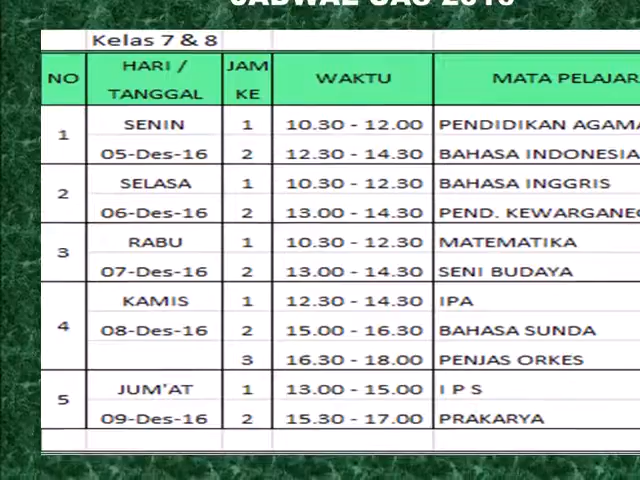 JADWAL UAS 2016
Kelas 7 & 8
NO HARI / TANGGAL JAM KE WAKTU MATA PELAJAR
1 SENIN 1 10.30 - 12.00 PENDIDIKAN AGAMA
05-Des-16 2 12.30 - 14.30 BAHASA INDONESIA
2 SELASA 1 10.30 - 12.30 BAHASA INGGRIS
06-Des-16 2 13.00 - 14.30 PEND. KEWARGANEG
3 RABU 1 10.30 - 12.30 MATEMATIKA
07-Des-16 2 13.00 - 14.30 SENI BUDAYA
4 KAMIS 1 12.30 - 14.30 IPA
08-Des-16 2 15.00 - 16.30 BAHASA SUNDA
3 16.30 - 18.00 PENJAS ORKES
5 JUM'AT 1 13.00 - 15.00 I P S
09-Des-16 2 15.30 - 17.00 PRAKARYA